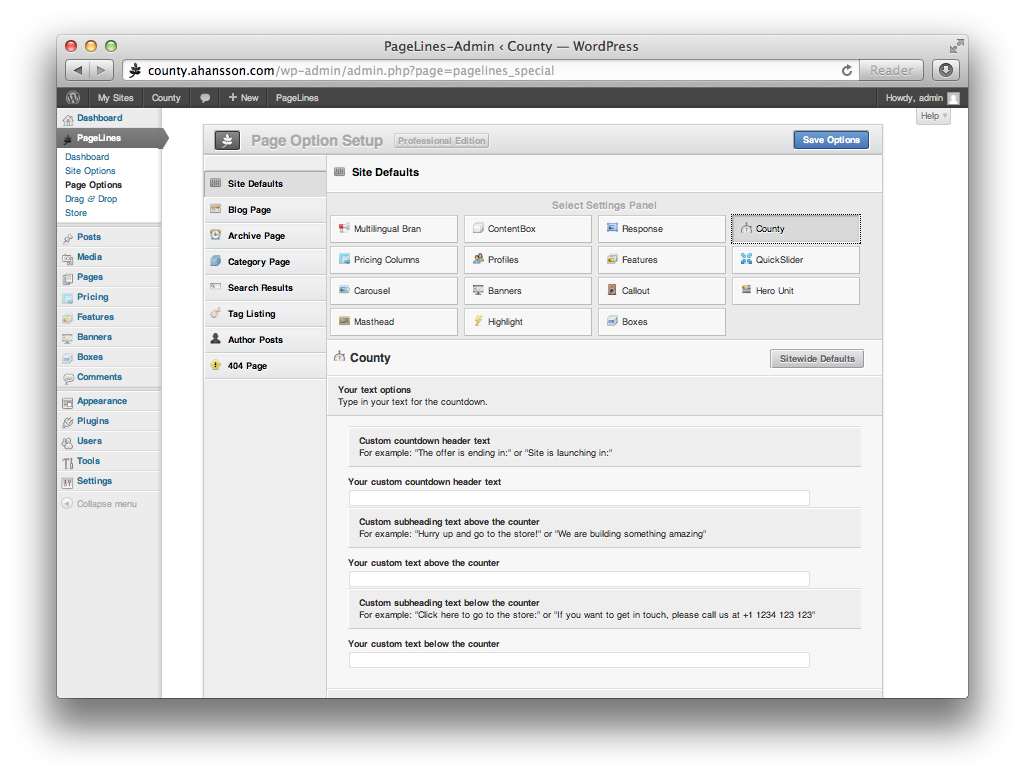 PageLines-Admin ‹ County — WordPress
county.ahansson.com/wp-admin/admin.php?page=pagelines_special
Reader
My Sites
County
New
PageLines
Howdy, admin
Help
Dashboard
PageLines
Dashboard
Site Options
Page Options
Drag & Drop
Store
Posts
Media
Pages
Pricing
Features
Banners
Boxes
Comments
Appearance
Plugins
Users
Tools
Settings
Collapse menu
Page Option Setup
Professional Edition
Save Options
Site Defaults
Blog Page
Archive Page
Category Page
Search Results
Tag Listing
Author Posts
404 Page
Site Defaults
Select Settings Panel
Multilingual Bran
ContentBox
Response
County
Pricing Columns
Profiles
Features
QuickSlider
Carousel
Banners
Callout
Hero Unit
Masthead
Highlight
Boxes
County
Sitewide Defaults
Your text options
Type in your text for the countdown.
Custom countdown header text
For example: "The offer is ending in:" or "Site is launching in:"
Your custom countdown header text
Custom subheading text above the counter
For example: "Hurry up and go to the store!" or "We are building something amazing"
Your custom text above the counter
Custom subheading text below the counter
For example: "Click here to go to the store:" or "If you want to get in touch, please call us at +1 1234 123 123"
Your custom text below the counter